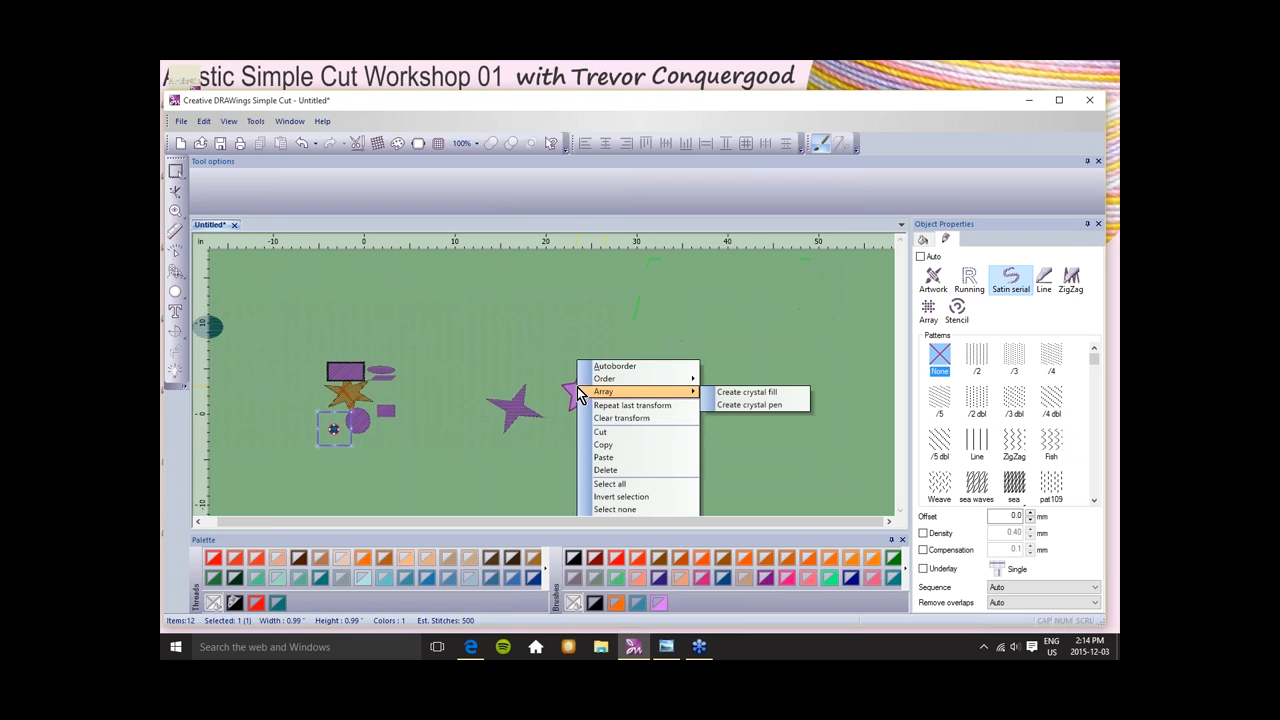 stic Simple Cut Workshop 01 with Trevor Conquergood
Creative DRAWings Simple Cut - Untitled*
File Edit View Tools Window Help
100%
Tool options
Untitled*
Object Properties
in -10 0 10 20 30 40 50
Auto
Artwork Running Satin serial Line ZigZag
Array Stencil
Patterns
None /2 /3 /4
/5 /2 dbl /3 dbl /4 dbl
/5 dbl Line ZigZag Fish
Weave sea waves sea pat109
10
0
-10
Autoborder
Order
Array
Create crystal fill
Create crystal pen
Repeat last transform
Clear transform
Cut
Copy
Paste
Delete
Select all
Invert selection
Select none
Offset 0.0 mm
Density 0.40 mm
Compensation 0.1 mm
Underlay Single
Sequence Auto
Remove overlaps Auto
Palette
Threads
Brushes
Items:12 Selected: 1 (1) Width : 0.99 " Height : 0.99 " Colors : 1 Est. Stitches: 500
CAP NUM SCRL
Search the web and Windows
ENG
US
2:14 PM
2015-12-03